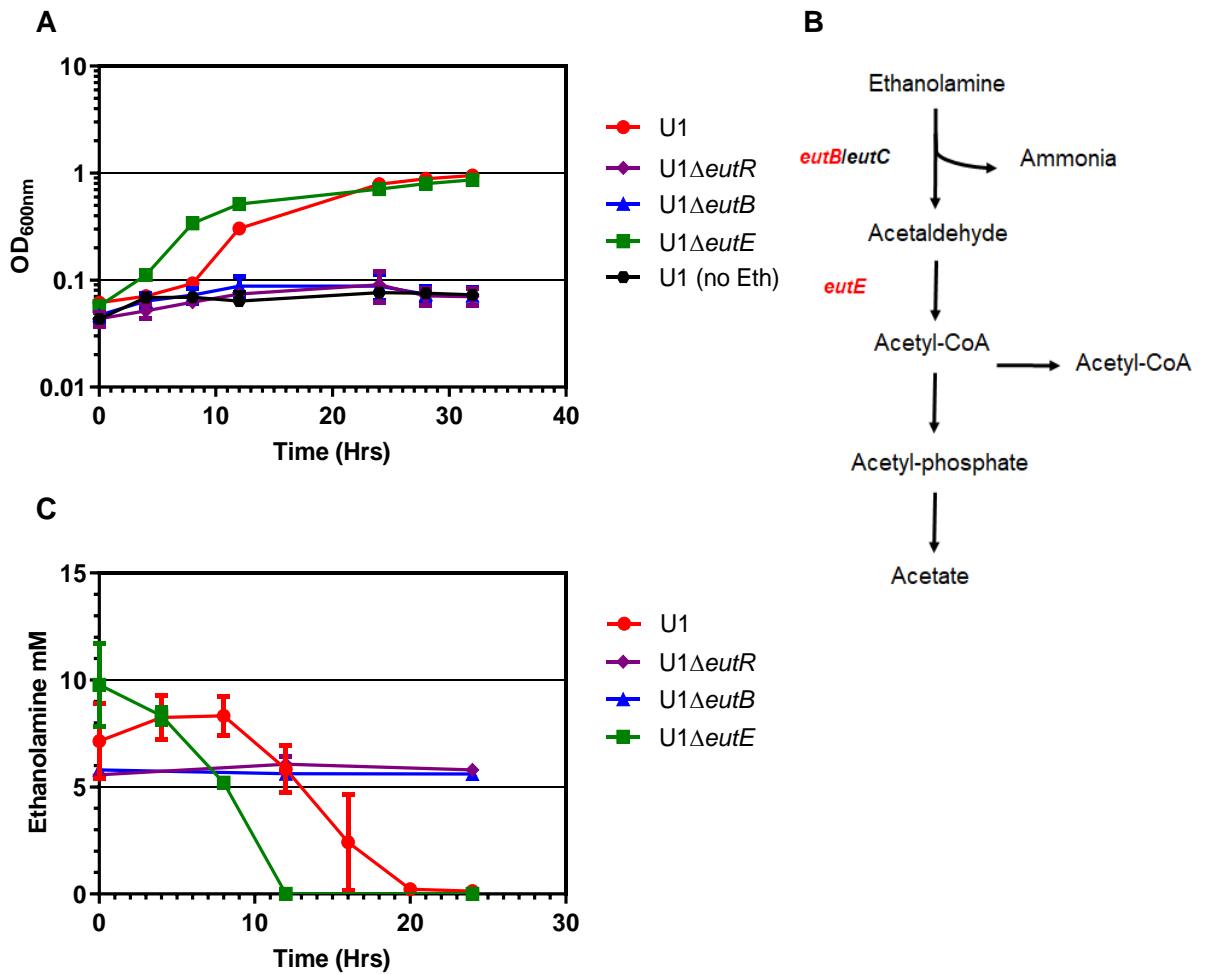 A
10
1
0.1
0.01
OD600nm
0
10
20
30
40
Time (Hrs)
U1
U1ΔeutR
U1ΔeutB
U1ΔeutE
U1 (no Eth)
B
Ethanolamine
eutB/eutC
Ammonia
Acetaldehyde
eutE
Acetyl-CoA
Acetyl-CoA
Acetyl-phosphate
Acetate
C
15
10
5
0
Ethanolamine mM
0
10
20
30
Time (Hrs)
U1
U1ΔeutR
U1ΔeutB
U1ΔeutE